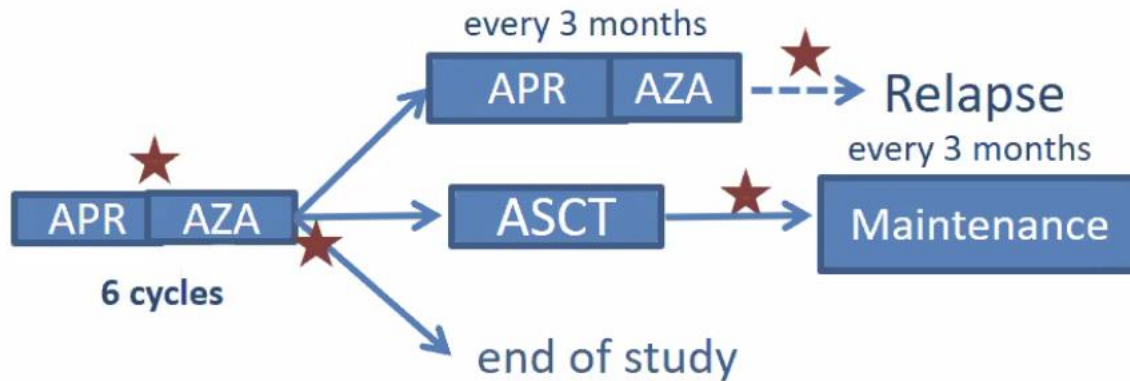 every 3 months
APR AZA
Relapse
every 3 months
APR AZA
ASCT
Maintenance
6 cycles
end of study